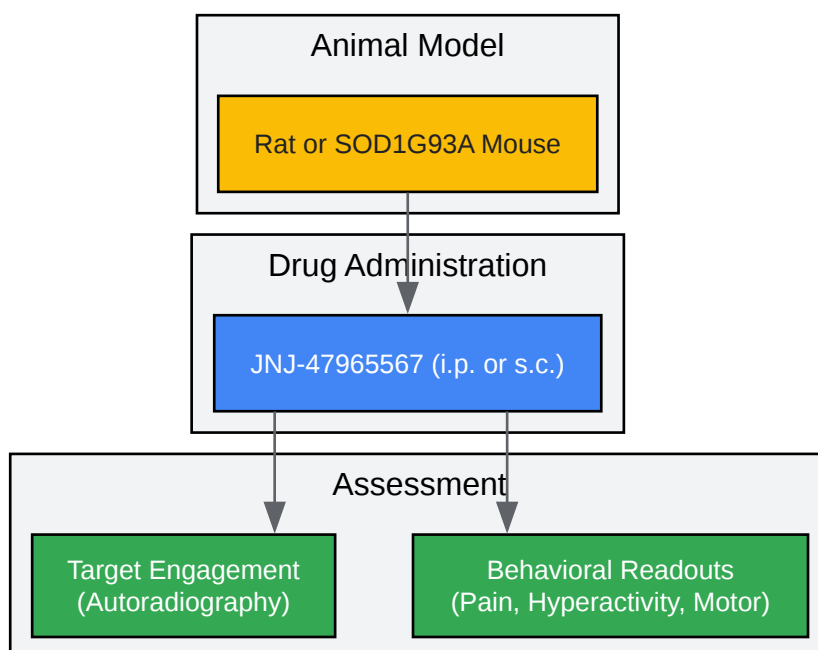 Animal Model
Rat or SOD1G93A Mouse
Drug Administration
JNJ-47965567 (i.p. or s.c.)
Assessment
Target Engagement
(Autoradiography)
Behavioral Readouts
(Pain, Hyperactivity, Motor)